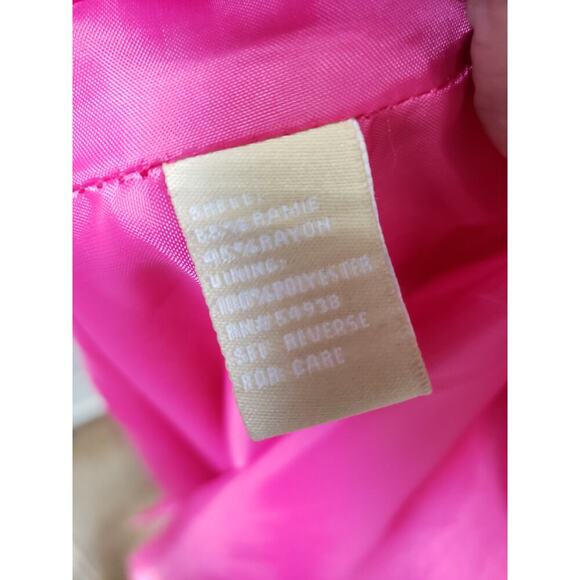 SHELL:
55%RAMIE
45%RAYON
LINING:
100%POLYESTER
RN#54938
SEE REVERSE
FOR CARE